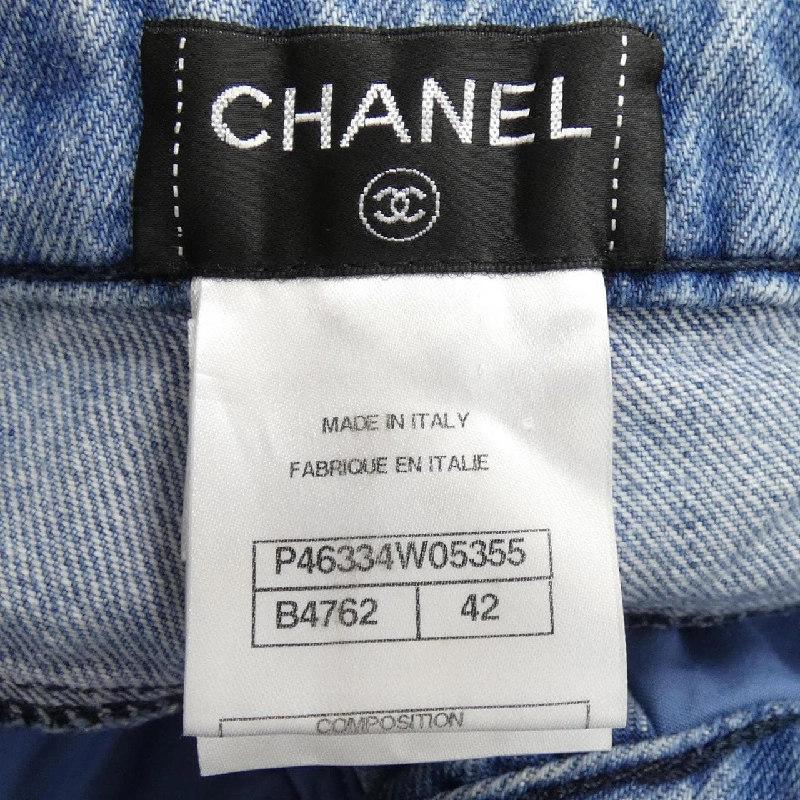 CHANEL
MADE IN ITALY
FABRIQUE EN ITALIE
P46334W05355
B4762 42
COMPOSITION